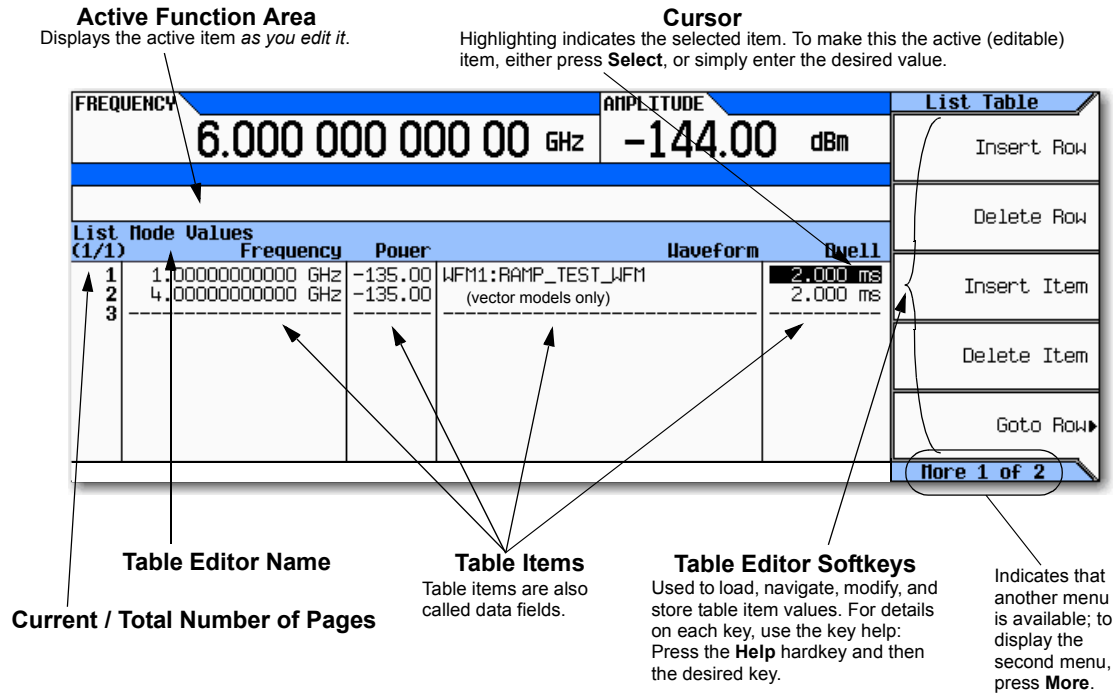 Active Function Area
Displays the active item as you edit it.
Cursor
Highlighting indicates the selected item. To make this the active (editable)
item, either press Select, or simply enter the desired value.
FREQUENCY
6.000 000 000 00 GHz
AMPLITUDE
-144.00 dBm
List Mode Values
(1/1) Frequency Power Waveform Dwell
1 1.00000000000 GHz -135.00 WFM1:RAMP_TEST_WFM 2.000 ms
2 4.00000000000 GHz -135.00 (vector models only) 2.000 ms
3 ------------------- ------- ---------------------------- ----------
List Table
Insert Row
Delete Row
Insert Item
Delete Item
Goto Row
More 1 of 2
Table Editor Name
Current / Total Number of Pages
Table Items
Table items are also
called data fields.
Table Editor Softkeys
Used to load, navigate, modify, and
store table item values. For details
on each key, use the key help:
Press the Help hardkey and then
the desired key.
Indicates that
another menu
is available; to
display the
second menu,
press More.